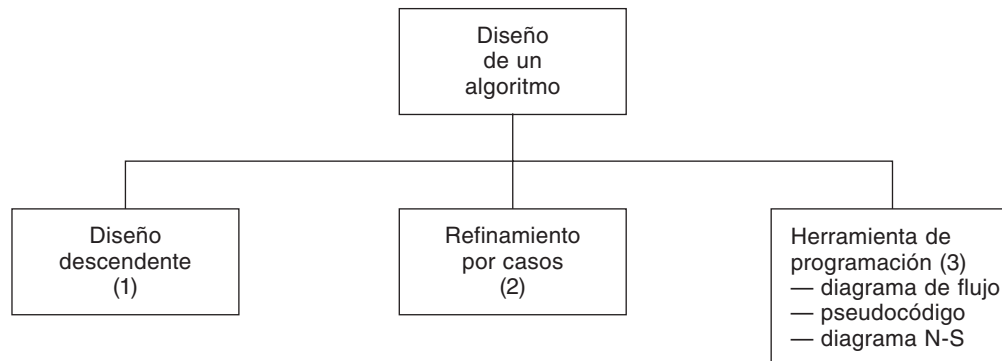 Diseño
de un
algoritmo
Diseño
descendente
(1)
Refinamiento
por casos
(2)
Herramienta de
programación (3)
— diagrama de flujo
— pseudocódigo
— diagrama N-S